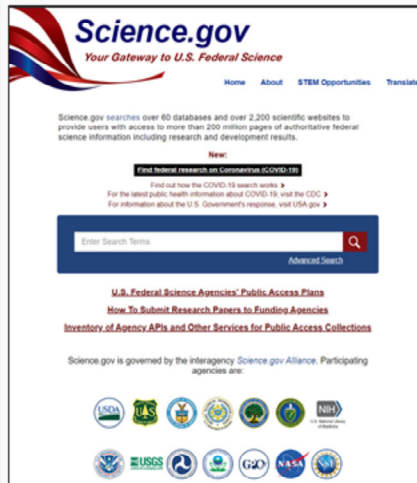 Science.gov
Your Gateway to U.S. Federal Science
Home About STEM Opportunities Translate
Science.gov searches over 60 databases and over 2,200 scientific websites to
provide users with access to more than 200 million pages of authoritative federal
science information including research and development results.
New:
Find federal research on Coronavirus (COVID-19)
Find out how the COVID-19 search works >
For the latest public health information about COVID-19, visit the CDC >
For information about the U.S. Government's response, visit USA.gov >
Enter Search Terms
Advanced Search
U.S. Federal Science Agencies' Public Access Plans
How To Submit Research Papers to Funding Agencies
Inventory of Agency APIs and Other Services for Public Access Collections
Science.gov is governed by the interagency Science.gov Alliance. Participating
agencies are:
USDA NIH
U.S. National Library
of Medicine
USGS GPO NASA NSF